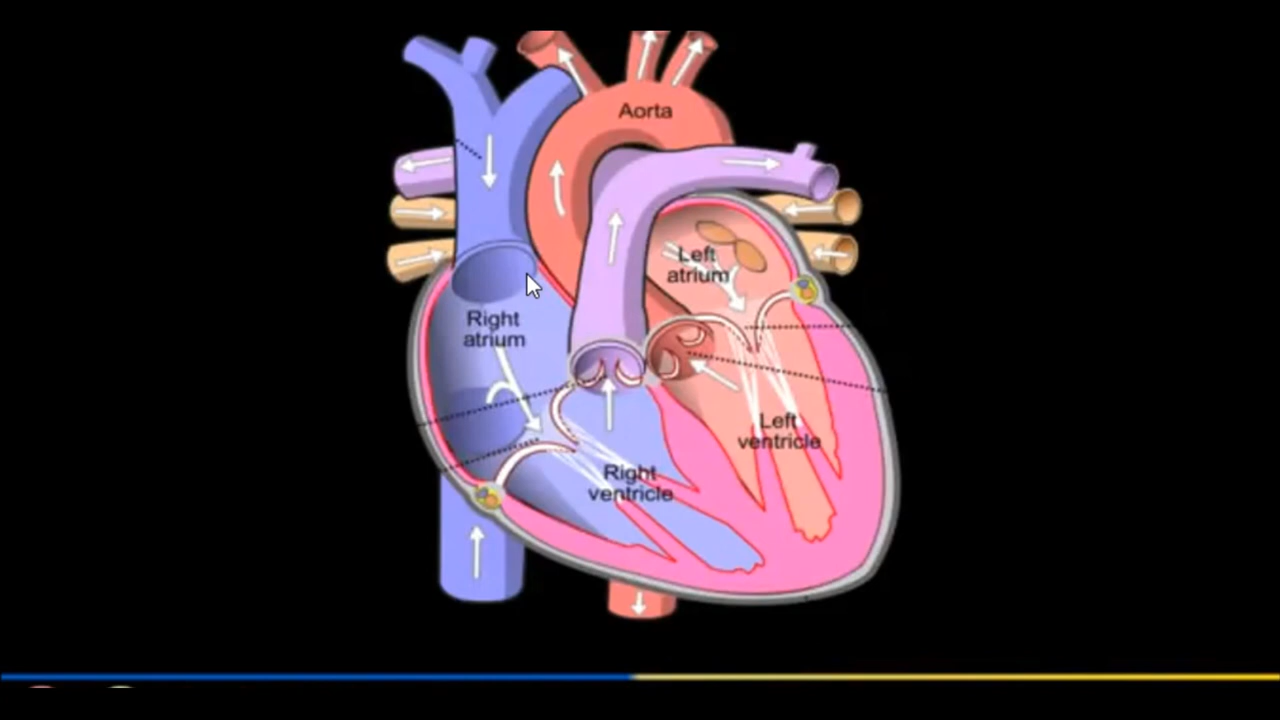 Aorta
Left
atrium
Right
atrium
Left
ventricle
Right
ventricle